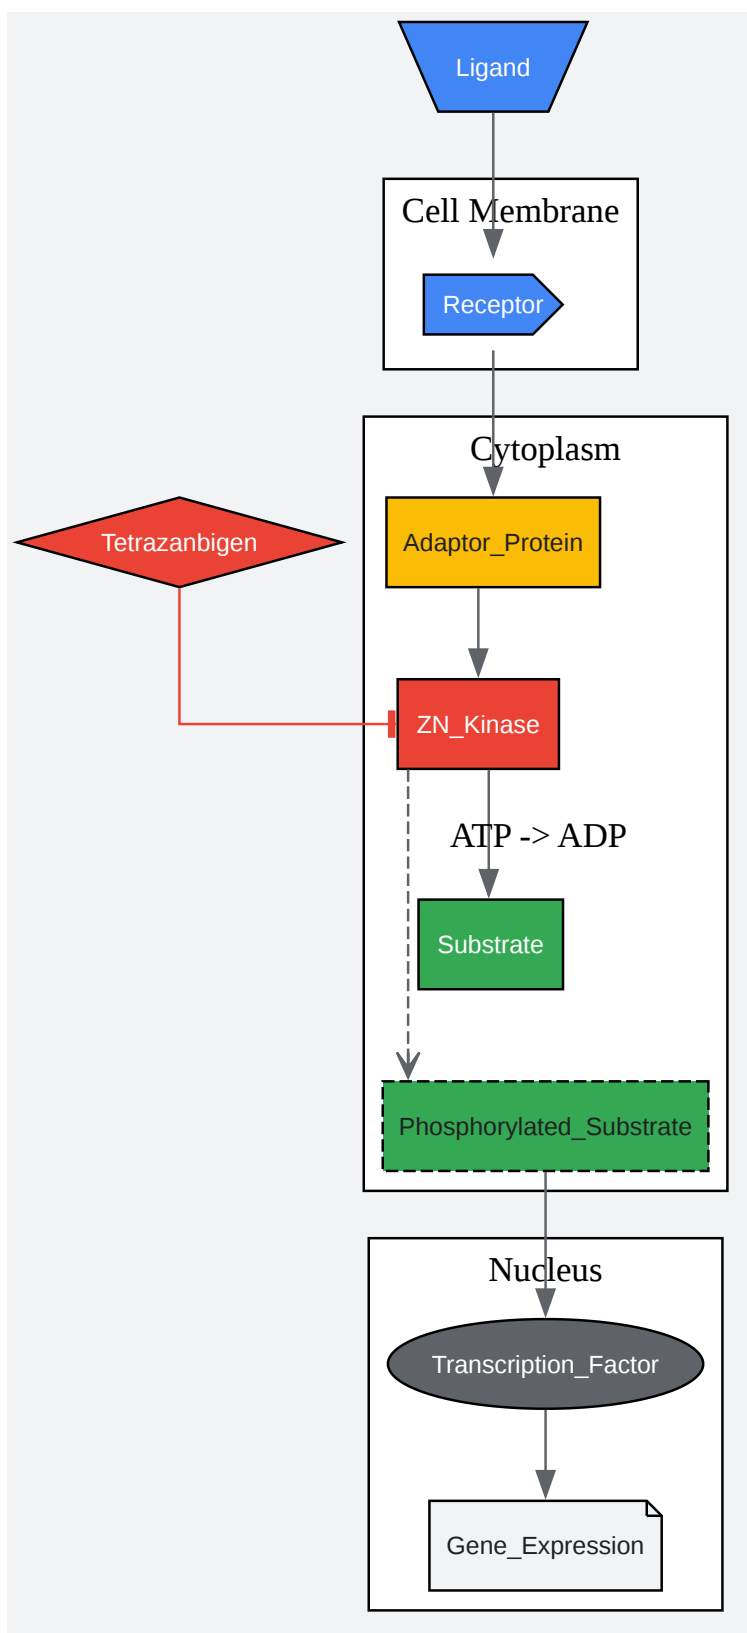 Ligand
Cell Membrane
Receptor
Cytoplasm
Tetrazanbigen
Adaptor_Protein
ZN_Kinase
ATP -> ADP
Substrate
Phosphorylated_Substrate
Nucleus
Transcription_Factor
Gene_Expression